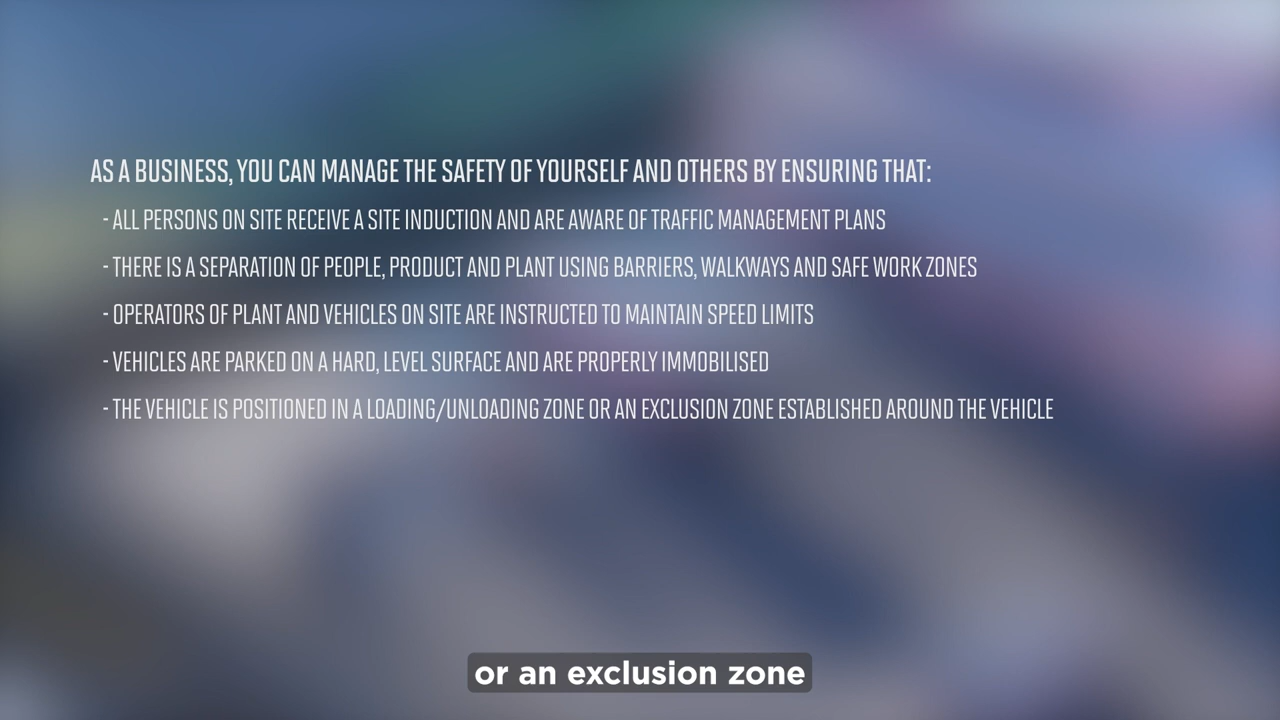 AS A BUSINESS, YOU CAN MANAGE THE SAFETY OF YOURSELF AND OTHERS BY ENSURING THAT:
- ALL PERSONS ON SITE RECEIVE A SITE INDUCTION AND ARE AWARE OF TRAFFIC MANAGEMENT PLANS
- THERE IS A SEPARATION OF PEOPLE, PRODUCT AND PLANT USING BARRIERS, WALKWAYS AND SAFE WORK ZONES
- OPERATORS OF PLANT AND VEHICLES ON SITE ARE INSTRUCTED TO MAINTAIN SPEED LIMITS
- VEHICLES ARE PARKED ON A HARD, LEVEL SURFACE AND ARE PROPERLY IMMOBILISED
- THE VEHICLE IS POSITIONED IN A LOADING/UNLOADING ZONE OR AN EXCLUSION ZONE ESTABLISHED AROUND THE VEHICLE
or an exclusion zone